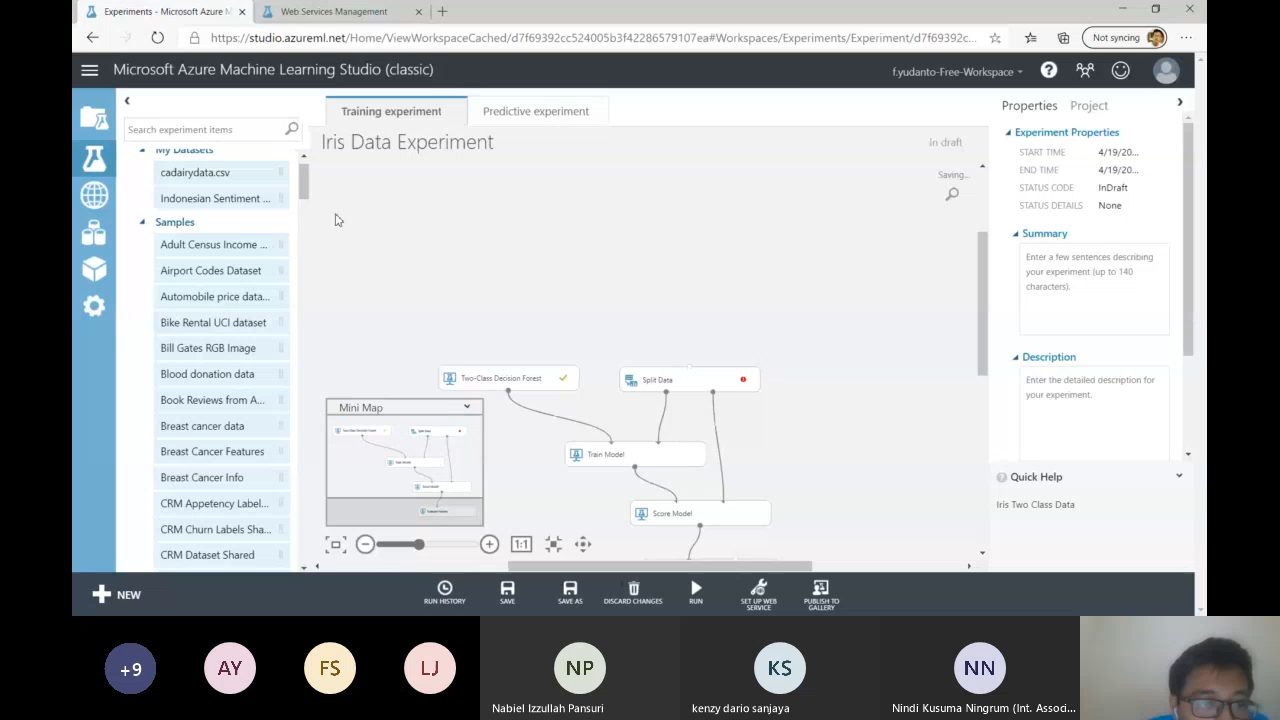 Experiments - Microsoft Azure M
Web Services Management
https://studio.azureml.net/Home/ViewWorkspaceCached/d7f69392cc524005b3f42286579107ea#Workspaces/Experiments/Experiment/d7f69392c...
Not syncing
Microsoft Azure Machine Learning Studio (classic)
f.yudanto-Free-Workspace
Search experiment items
My Datasets
cadairydata.csv
Indonesian Sentiment ...
Samples
Adult Census Income ...
Airport Codes Dataset
Automobile price data...
Bike Rental UCI dataset
Bill Gates RGB Image
Blood donation data
Book Reviews from A...
Breast cancer data
Breast Cancer Features
Breast Cancer Info
CRM Appetency Label...
CRM Churn Labels Sha...
CRM Dataset Shared
Training experiment
Predictive experiment
Iris Data Experiment
In draft
Saving...
Two-Class Decision Forest
Split Data
Train Model
Score Model
Mini Map
1:1
Properties
Project
Experiment Properties
START TIME 4/19/20...
END TIME 4/19/20...
STATUS CODE InDraft
STATUS DETAILS None
Summary
Enter a few sentences describing
your experiment (up to 140
characters).
Description
Enter the detailed description for
your experiment.
Quick Help
Iris Two Class Data
NEW
RUN HISTORY
SAVE
SAVE AS
DISCARD CHANGES
RUN
SET UP WEB
SERVICE
PUBLISH TO
GALLERY
+9
AY
FS
LJ
NP
KS
NN
Nabiel Izzullah Pansuri
kenzy dario sanjaya
Nindi Kusuma Ningrum (Int. Associ...